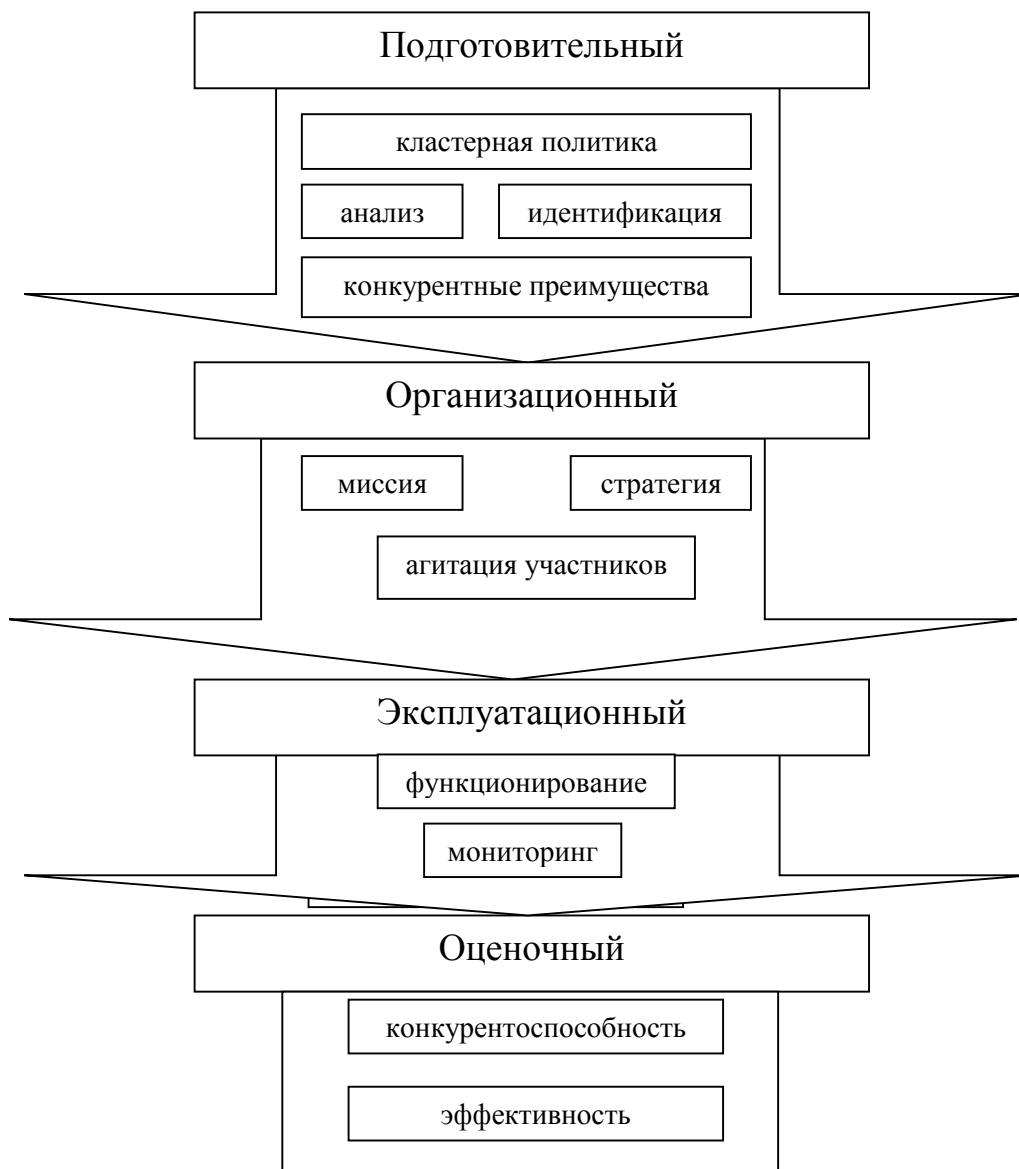 Подготовительный
кластерная политика
анализ
идентификация
конкурентные преимущества
Организационный
миссия
стратегия
агитация участников
Эксплуатационный
функционирование
мониторинг
Оценочный
конкурентоспособность
эффективность